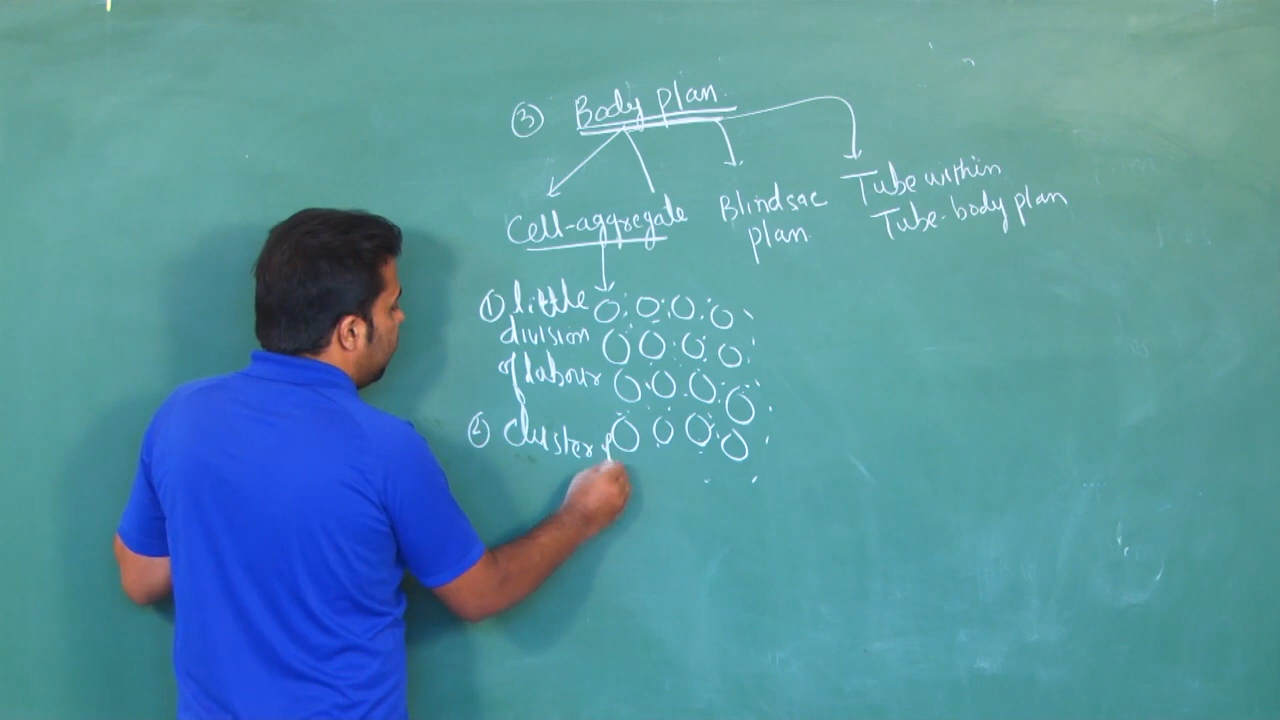 ③ Body plan
Cell-aggregate
Blindsac
plan
Tube within
Tube-body plan
① little
division
of labour
② Cluster of